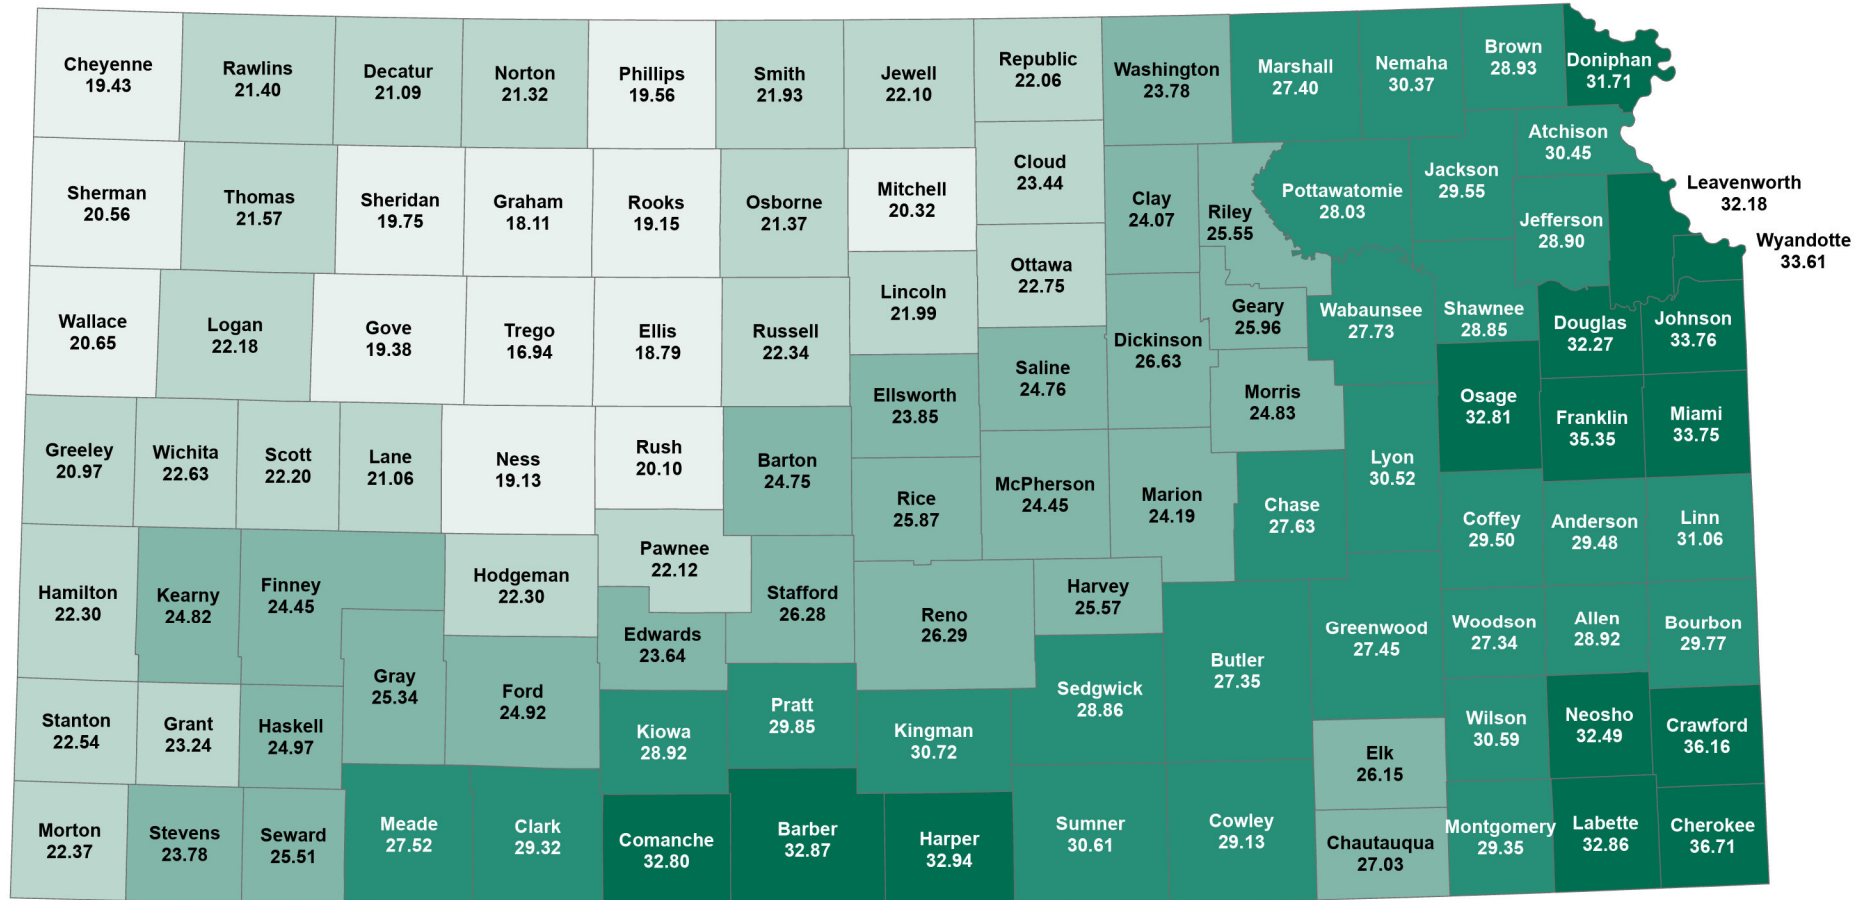 Cheyenne
19.43
Rawlins
21.40
Decatur
21.09
Norton
21.32
Phillips
19.56
Smith
21.93
Jewell
22.10
Republic
22.06
Washington
23.78
Marshall
27.40
Nemaha
30.37
Brown
28.93
Doniphan
31.71
Atchison
30.45
Sherman
20.56
Thomas
21.57
Sheridan
19.75
Graham
18.11
Rooks
19.15
Osborne
21.37
Mitchell
20.32
Cloud
23.44
Clay
24.07
Riley
25.55
Pottawatomie
28.03
Jackson
29.55
Jefferson
28.90
Leavenworth
32.18
Wyandotte
33.61
Wallace
20.65
Logan
22.18
Gove
19.38
Trego
16.94
Ellis
18.79
Russell
22.34
Lincoln
21.99
Ottawa
22.75
Dickinson
26.63
Geary
25.96
Wabaunsee
27.73
Shawnee
28.85
Douglas
32.27
Johnson
33.76
Ellsworth
23.85
Saline
24.76
Morris
24.83
Osage
32.81
Franklin
35.35
Miami
33.75
Greeley
20.97
Wichita
22.63
Scott
22.20
Lane
21.06
Ness
19.13
Rush
20.10
Barton
24.75
Rice
25.87
McPherson
24.45
Marion
24.19
Chase
27.63
Lyon
30.52
Coffey
29.50
Anderson
29.48
Linn
31.06
Hamilton
22.30
Kearny
24.82
Finney
24.45
Hodgeman
22.30
Pawnee
22.12
Stafford
26.28
Reno
26.29
Harvey
25.57
Gray
25.34
Ford
24.92
Edwards
23.64
Butler
27.35
Greenwood
27.45
Woodson
27.34
Allen
28.92
Bourbon
29.77
Stanton
22.54
Grant
23.24
Haskell
24.97
Kiowa
28.92
Pratt
29.85
Kingman
30.72
Sedgwick
28.86
Elk
26.15
Wilson
30.59
Neosho
32.49
Crawford
36.16
Morton
22.37
Stevens
23.78
Seward
25.51
Meade
27.52
Clark
29.32
Comanche
32.80
Barber
32.87
Harper
32.94
Sumner
30.61
Cowley
29.13
Chautauqua
27.03
Montgomery
29.35
Labette
32.86
Cherokee
36.71